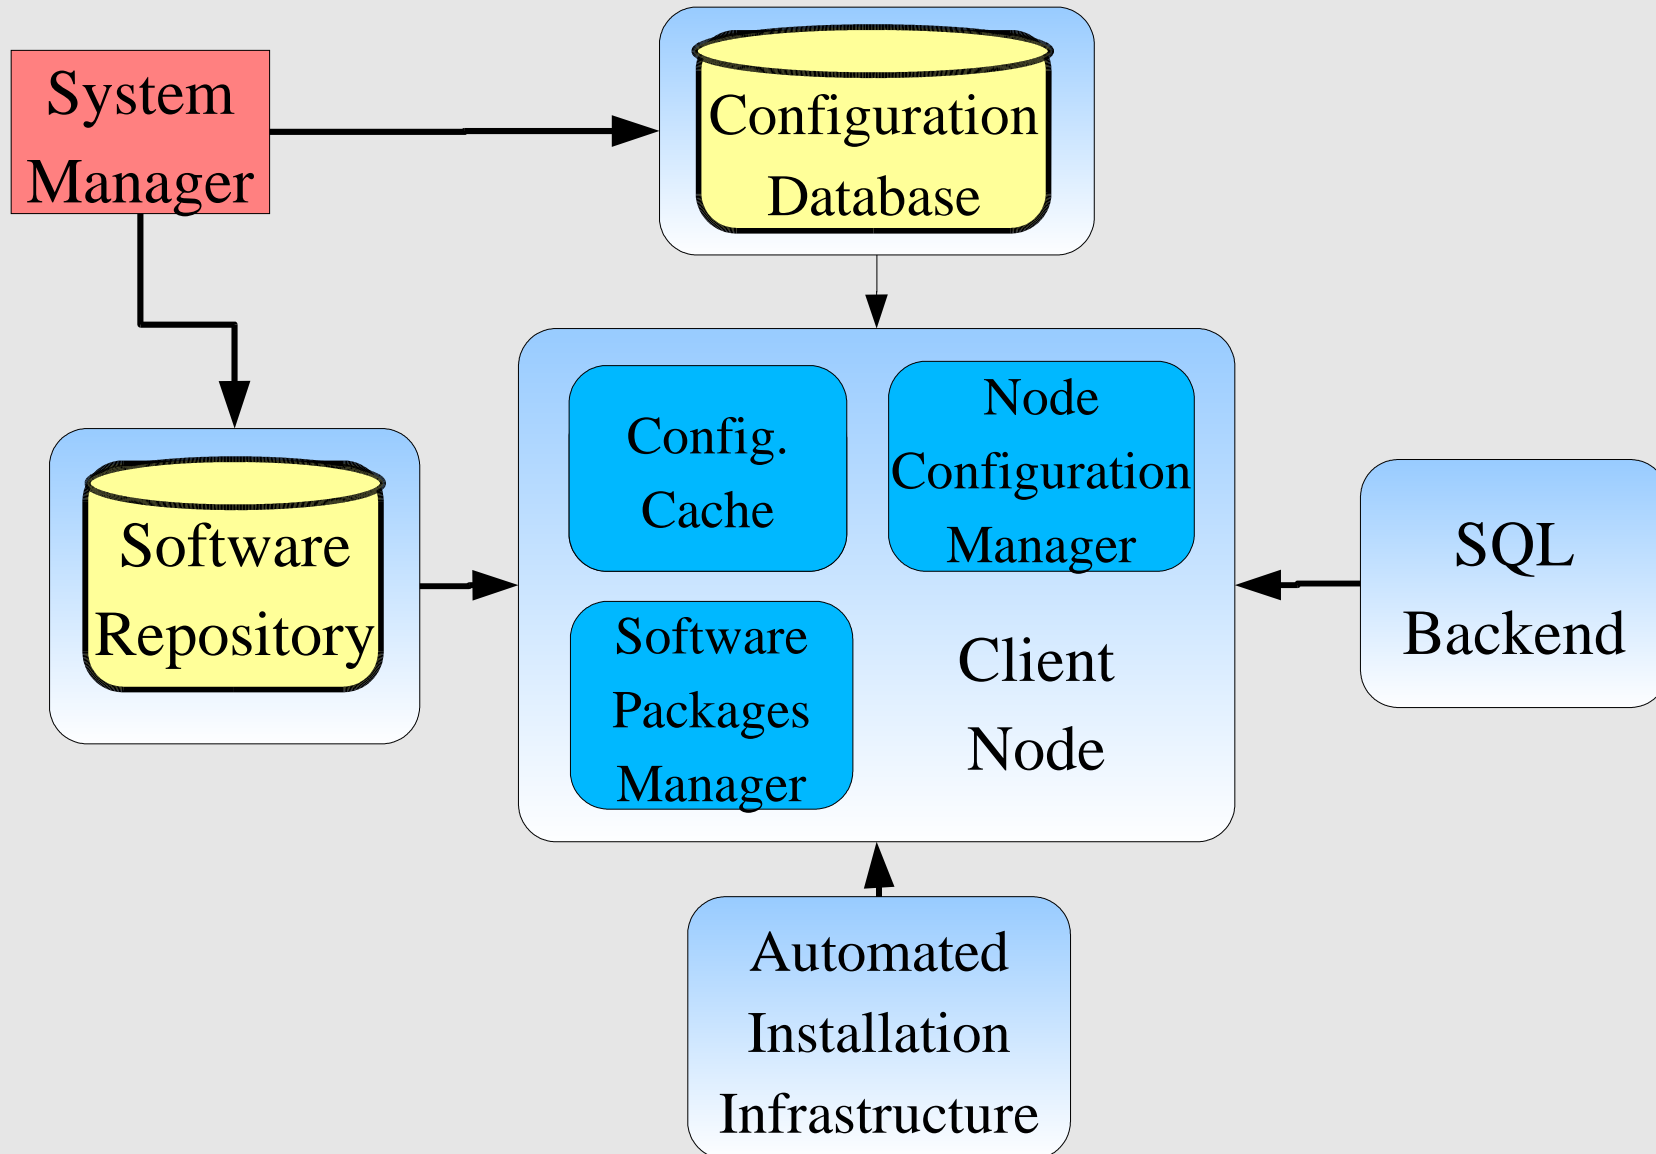 System
Manager
Configuration
Database
Config.
Cache
Node
Configuration
Manager
Software
Repository
Software
Packages
Manager
Client
Node
SQL
Backend
Automated
Installation
Infrastructure